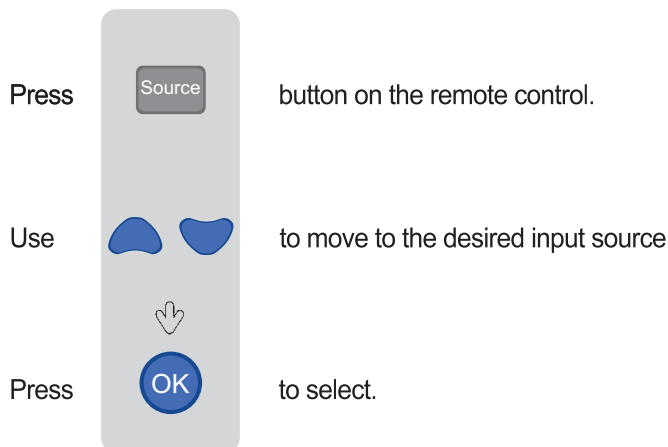 Press Source button on the remote control.
Use to move to the desired input source
Press OK to select.